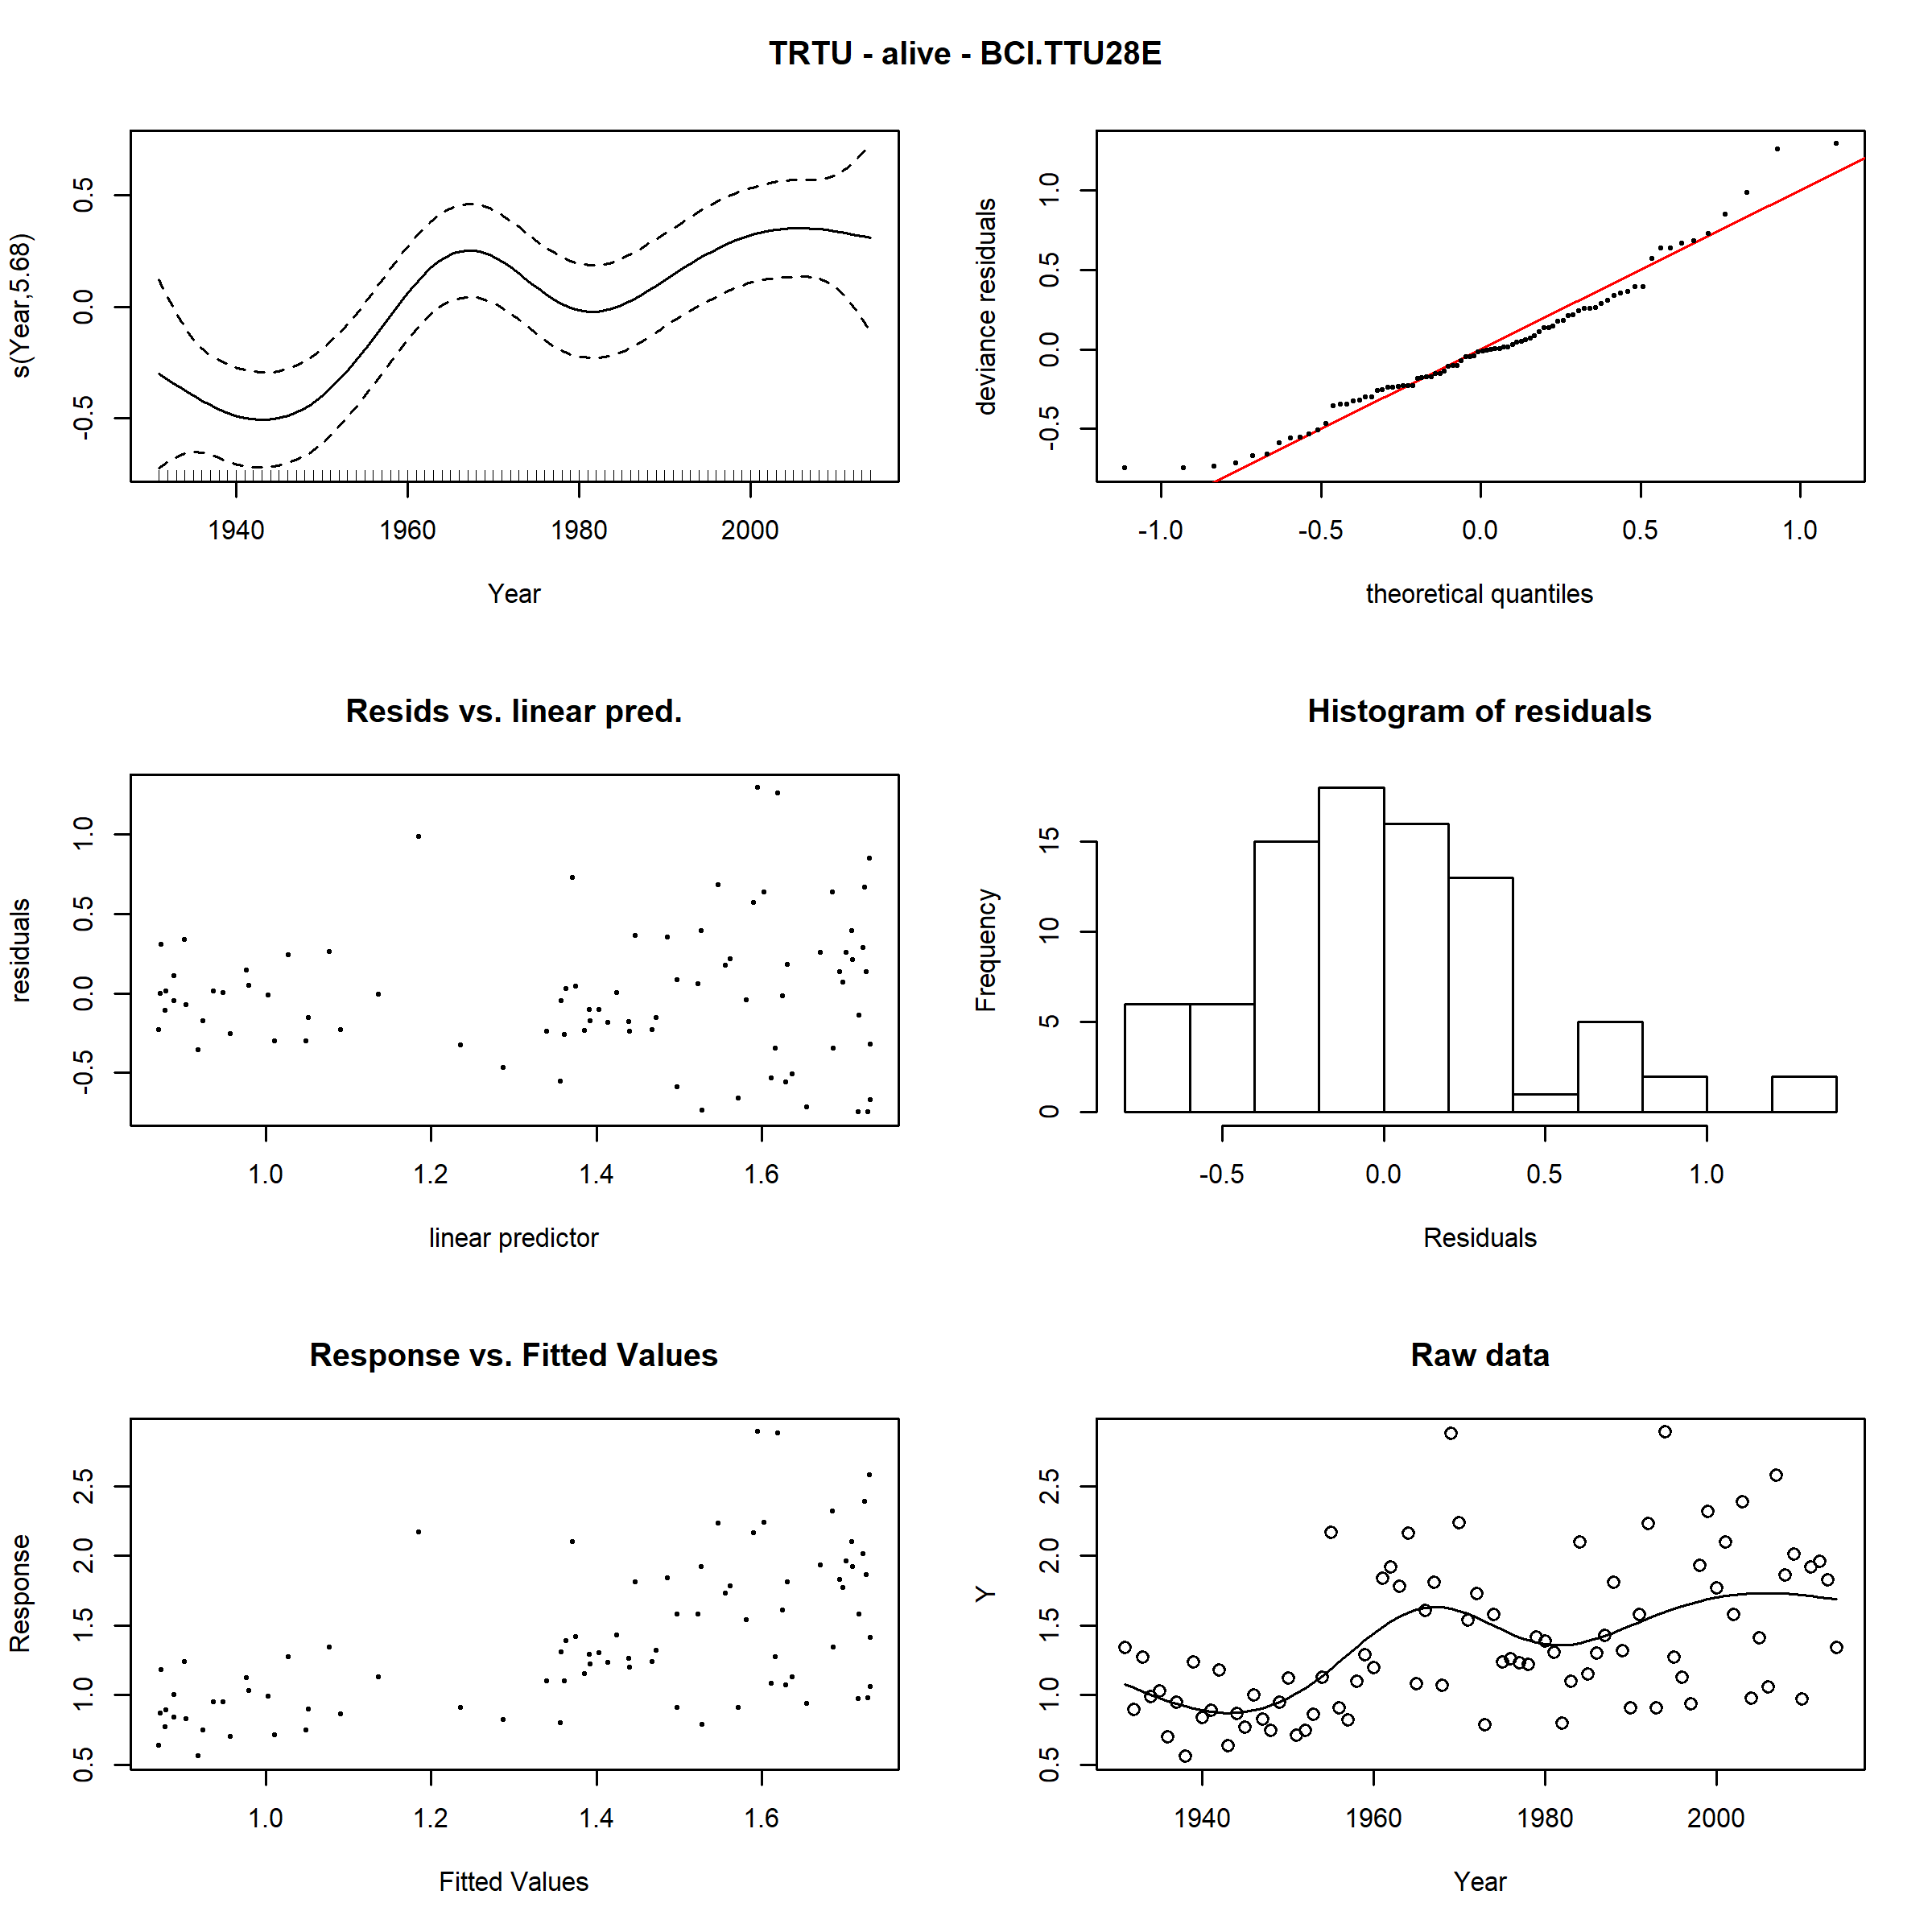 TRTU - alive - BCI.TTU28E
s(Year,5.68)
-0.5 0.0 0.5
1940 1960 1980 2000
Year
deviance residuals
-0.5 0.0 0.5 1.0
-1.0 -0.5 0.0 0.5 1.0
theoretical quantiles
Resids vs. linear pred.
residuals
-0.5 0.0 0.5 1.0
1.0 1.2 1.4 1.6
linear predictor
Histogram of residuals
Frequency
0 5 10 15
-0.5 0.0 0.5 1.0
Residuals
Response vs. Fitted Values
Response
0.5 1.0 1.5 2.0 2.5
1.0 1.2 1.4 1.6
Fitted Values
Raw data
Y
0.5 1.0 1.5 2.0 2.5
1940 1960 1980 2000
Year